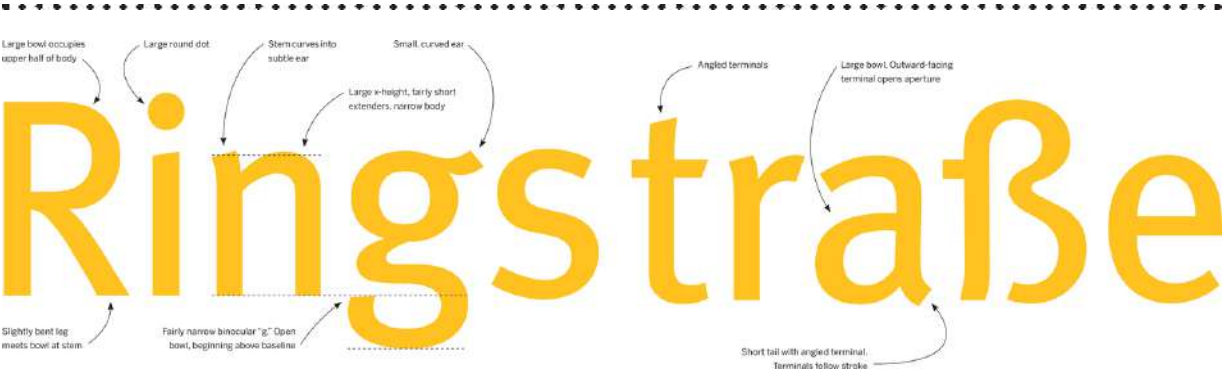 Large bowl occupies
upper half of body
Large round dot
Stem curves into
subtle ear
Small, curved ear
Large x-height, fairly short
extenders, narrow body
Angled terminals
Large bowl. Outward-facing
terminal opens aperture
Ringstraße
Slightly bent leg
meets bowl at stem
Fairly narrow binocular "g." Open
bowl, beginning above baseline
Short tail with angled terminal.
Terminals follow stroke